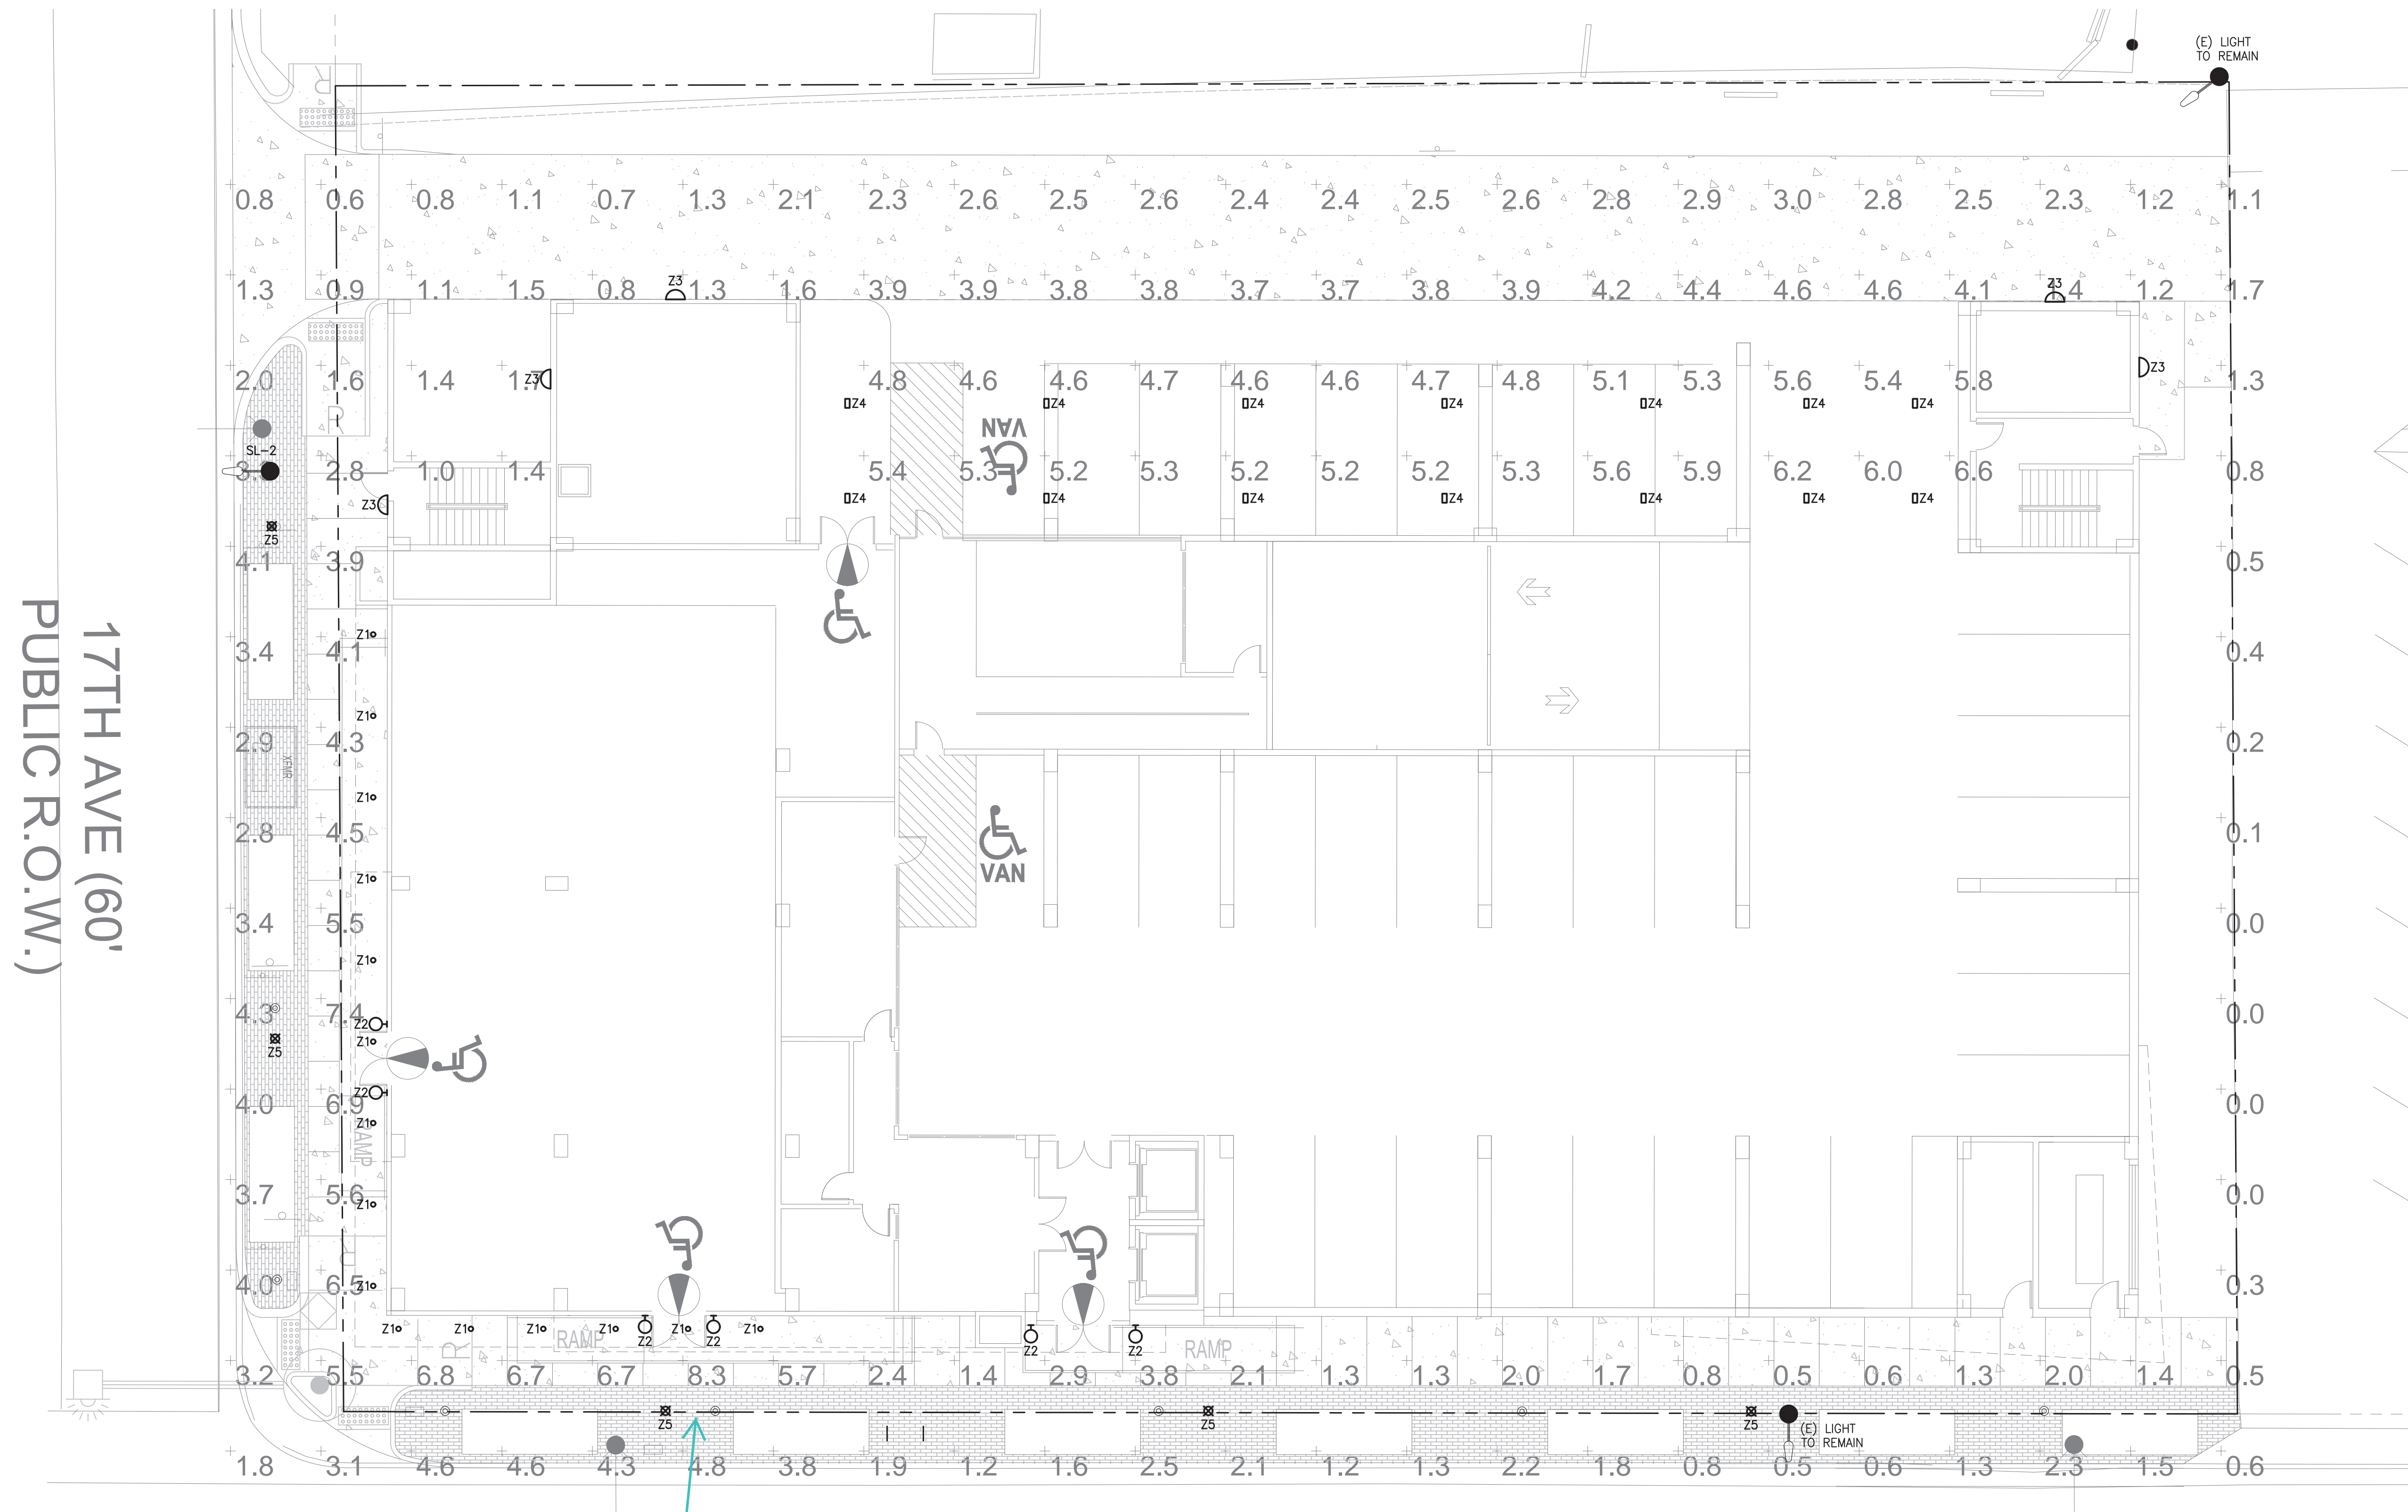 (E) LIGHT
TO REMAIN
R
0.8 0.6 0.8 1.1 0.7 1.3 2.1 2.3 2.6 2.5 2.6 2.4 2.4 2.5 2.6 2.8 2.9 3.0 2.8 2.5 2.3 1.2 1.1
Z3 Z3
1.3 0.9 1.1 1.5 0.8 1.3 1.6 3.9 3.9 3.8 3.8 3.7 3.7 3.8 3.9 4.2 4.4 4.6 4.6 4.1 1.2 1.7
Z3 Z3
2.0 1.6 1.4 1.7 4.8 4.6 4.6 4.7 4.6 4.6 4.7 4.8 5.1 5.3 5.6 5.4 5.8 1.3
Z4 Z4 Z4 Z4 Z4 Z4 Z4
R
VAN
SL-2
2.8 1.0 1.4 5.4 5.3 5.2 5.3 5.2 5.2 5.2 5.3 5.6 5.9 6.2 6.0 6.6 0.8
Z3 Z4 Z4 Z4 Z4 Z4 Z4 Z4
Z5
4.1 3.9 0.5
17TH AVE (60'
PUBLIC R.O.W.)
Z1
3.4 4.1 0.4
Z1
2.9 4.3 0.2
XFMR
Z1
2.8 4.5 0.1
VAN
Z1
3.4 5.5 0.0
Z1
4.3 7.4 0.0
Z2
Z1
Z5
Z2
4.0 6.9 0.0
Z1
RAMP
3.7 5.6 0.0
Z1
R
4.0 6.5 0.3
Z1
Z1 Z1 Z1 Z1 Z1 Z1
Z2 Z2 Z2 Z2
R RAMP RAMP
3.2 5.5 6.8 6.7 6.7 8.3 5.7 2.4 1.4 2.9 3.8 2.1 1.3 1.3 2.0 1.7 0.8 0.5 0.6 1.3 2.0 1.4 0.5
Z5 Z5 Z5
(E) LIGHT
TO REMAIN
1.8 3.1 4.6 4.6 4.3 4.8 3.8 1.9 1.2 1.6 2.5 2.1 1.2 1.3 2.2 1.8 0.8 0.5 0.6 1.3 2.3 1.5 0.6